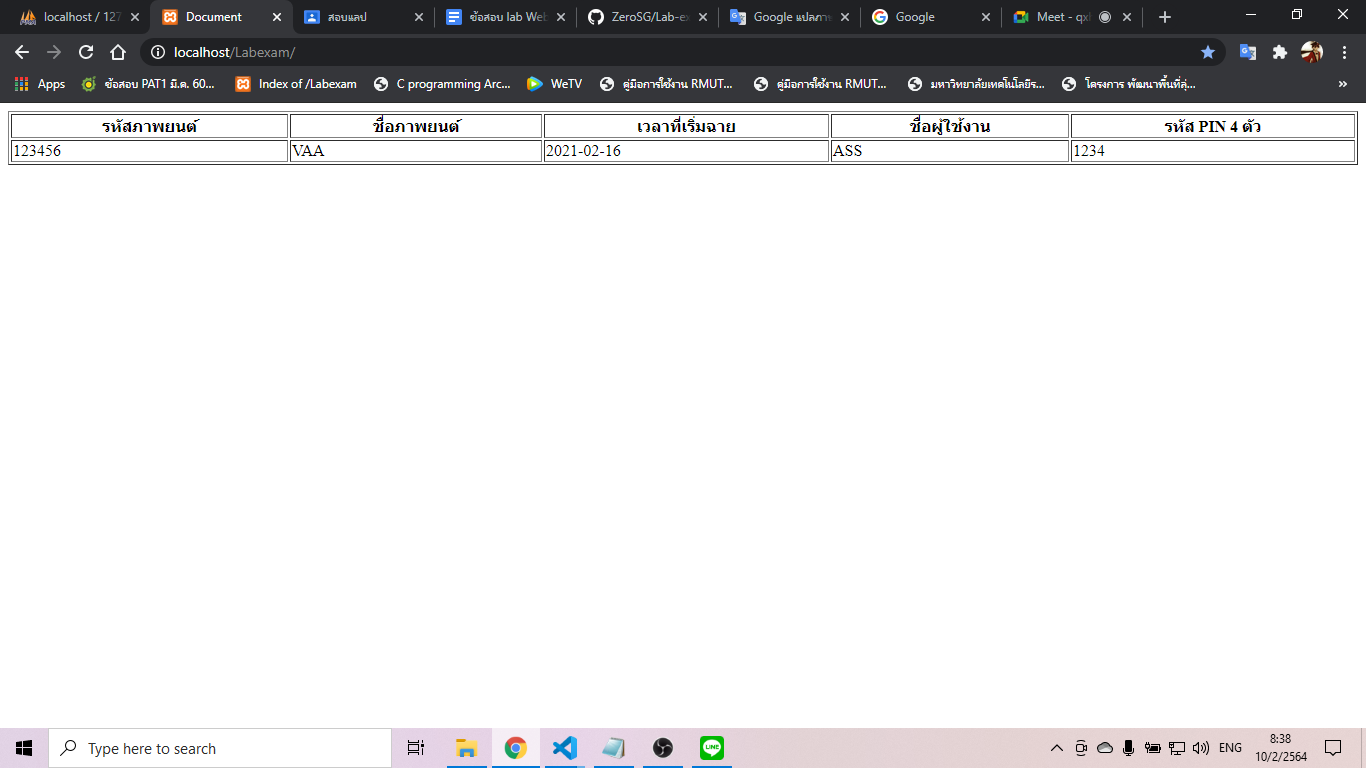 localhost / 127
Document
สอบแลป
ข้อสอบ lab Web
ZeroSG/Lab-ex
Google แปลภา
Google
Meet - qxh
localhost/Labexam/
Apps
ข้อสอบ PAT1 มี.ค. 60...
Index of /Labexam
C programming Arc...
WeTV
คู่มือการใช้งาน RMUT...
คู่มือการใช้งาน RMUT...
มหาวิทยาลัยเทคโนโลยีร...
โครงการ พัฒนาพื้นที่สุ่...
»
รหัสภาพยนต์ ชื่อภาพยนต์ เวลาที่เริ่มฉาย ชื่อผู้ใช้งาน รหัส PIN 4 ตัว
123456 VAA 2021-02-16 ASS 1234
Type here to search
LINE
ENG
8:38
10/2/2564